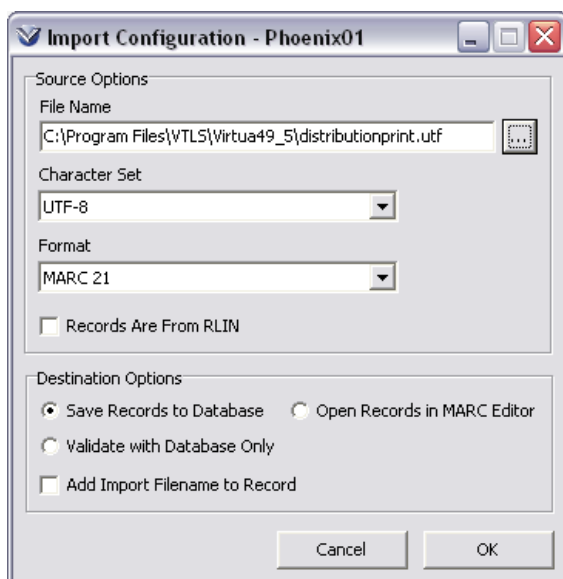 Import Configuration - Phoenix01
Source Options
File Name
C:\Program Files\VTLS\Virtua49_5\distributionprint.utf
...
Character Set
UTF-8
Format
MARC 21
Records Are From RLIN
Destination Options
Save Records to Database Open Records in MARC Editor
Validate with Database Only
Add Import Filename to Record
Cancel OK